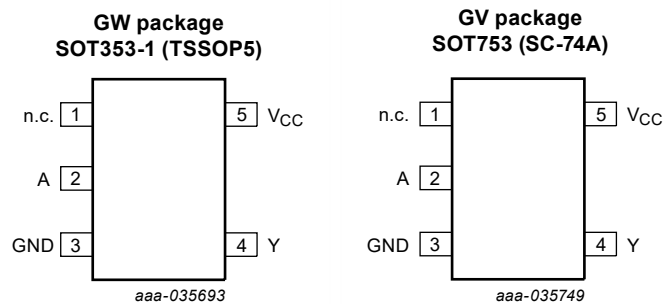 GW package
SOT353-1 (TSSOP5)
n.c. 1
5 VCC
A 2
GND 3
4 Y
aaa-035693
GV package
SOT753 (SC-74A)
n.c. 1
5 VCC
A 2
GND 3
4 Y
aaa-035749